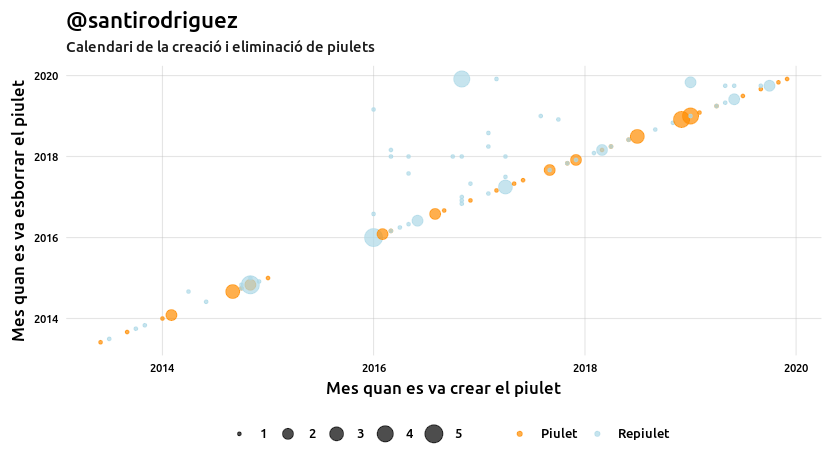 @santirodriguez
Calendari de la creació i eliminació de piulets
Mes quan es va esborrar el piulet
2020
2018
2016
2014
2014 2016 2018 2020
Mes quan es va crear el piulet
1 2 3 4 5 Piulet Repiulet